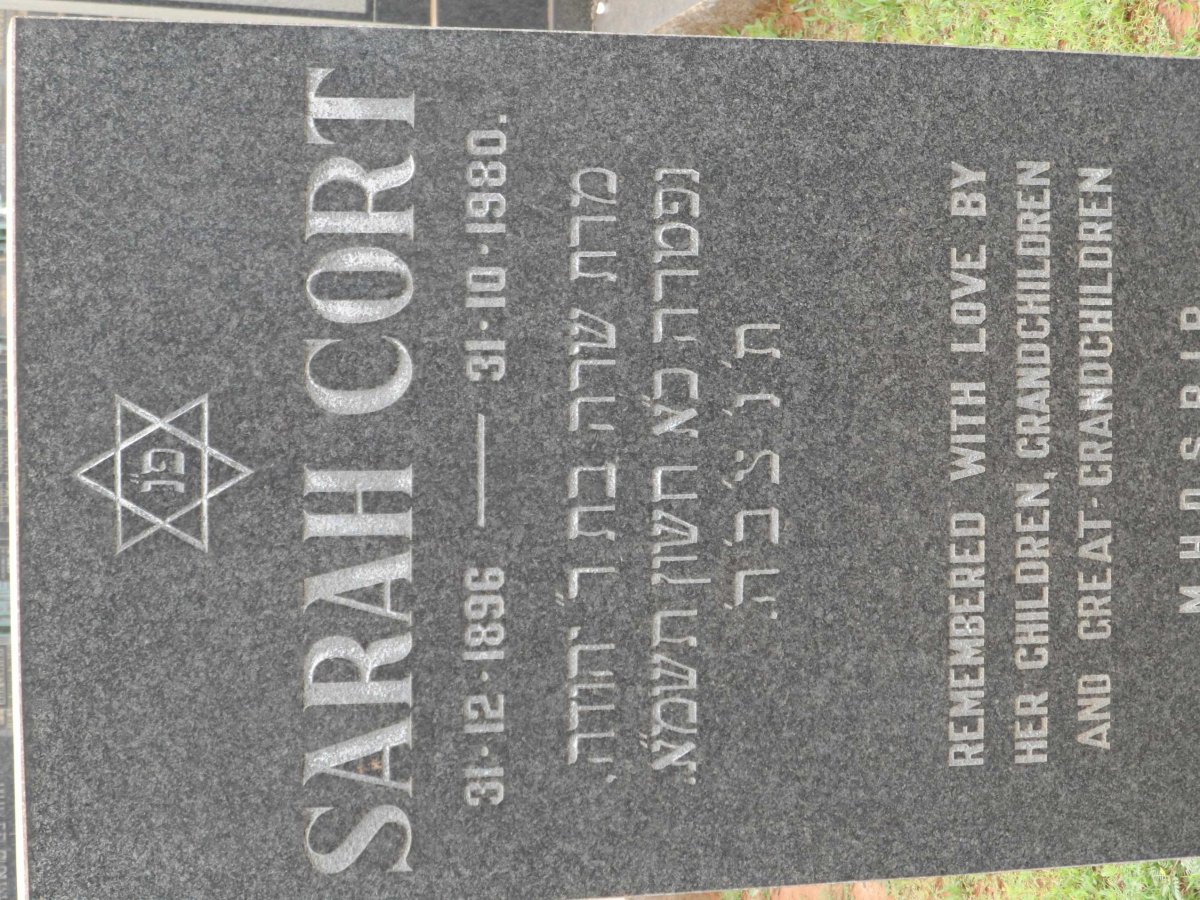 פ״נ
SARAH CORT
31·12·1896 — 31·10·1980.
מרת שרה בת ר׳ יהודה.
נפטרה כ״א חשון תשמ״א.
ת׳נ׳צ׳ב׳ה׳.
REMEMBERED WITH LOVE BY
HER CHILDREN, GRANDCHILDREN
AND GREAT-GRANDCHILDRIEN
M.H.D.S.R.I.P.